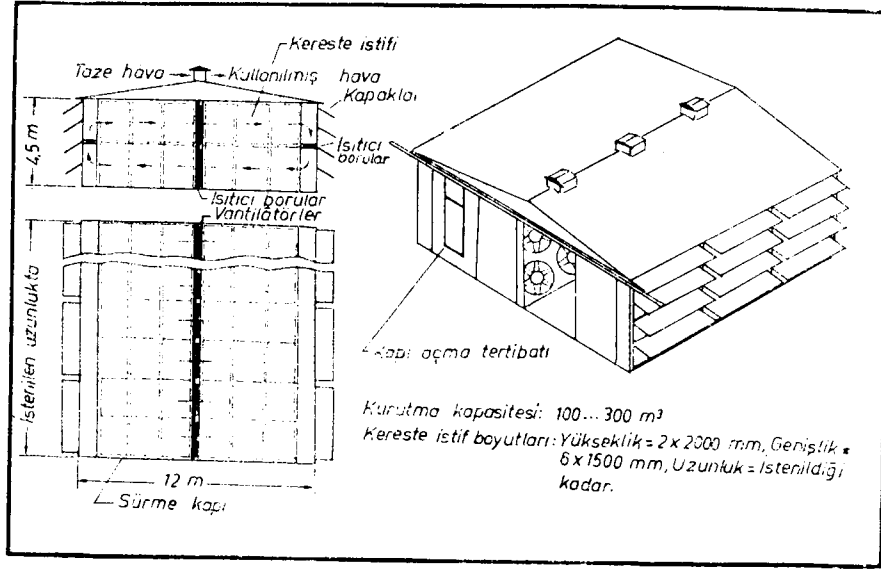 Kereste istifi
Taze hava
Kullanılmış hava
Kapaklar
4,5 m
Isıtıcı
borular
Isıtıcı borular
Vantilâtörler
İstenilen uzunlukta
12 m
Sürme kapı
Kapı açma tertibatı
Kurutma kapasitesi: 100...300 m³
Kereste istif boyutları: Yükseklik = 2 x 2000 mm, Genişlik =
6 x 1500 mm, Uzunluk = İstenildiği
kadar.